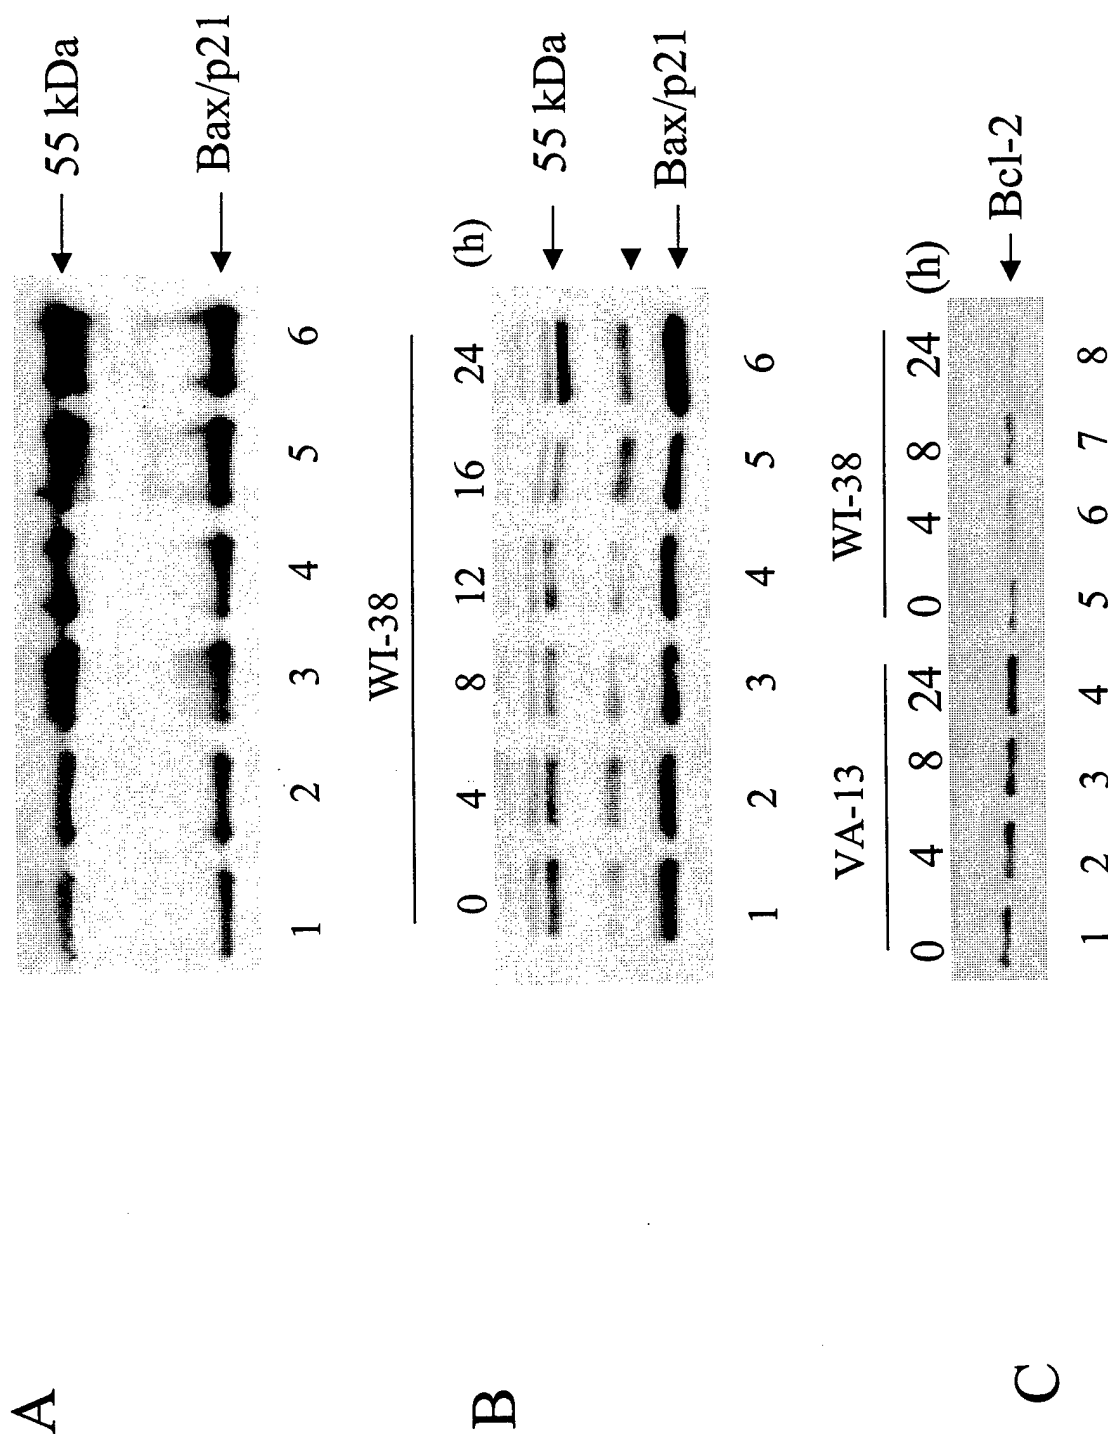 A
55 kDa
Bax/p21
1 2 3 4 5 6
B
WI-38
0 4 8 12 16 24 (h)
55 kDa
Bax/p21
1 2 3 4 5 6
C
VA-13 WI-38
0 4 8 24 0 4 8 24 (h)
Bcl-2
1 2 3 4 5 6 7 8